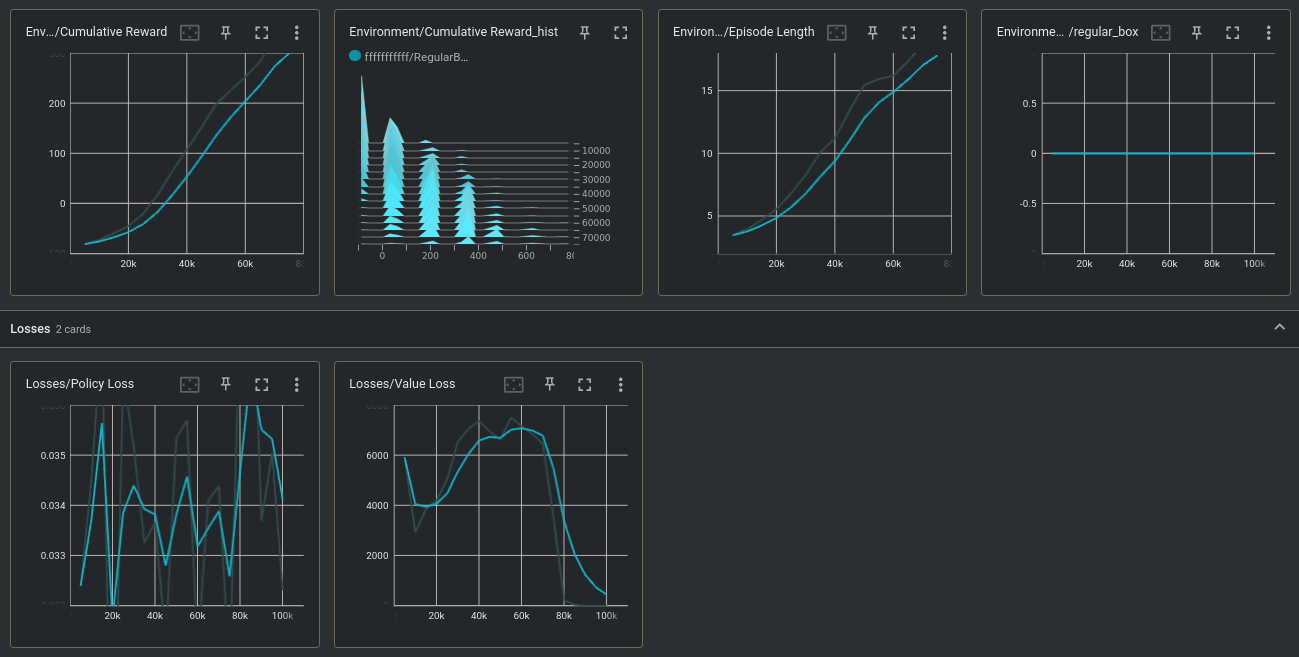 Env…/Cumulative Reward
Environment/Cumulative Reward_hist
Environ…/Episode Length
Environme… /regular_box
fffffffffff/RegularB…
200
100
0
20k 40k 60k
10000
20000
30000
40000
50000
60000
70000
0 200 400 600
15
10
5
20k 40k 60k
0.5
0
-0.5
20k 40k 60k 80k 100k
Losses 2 cards
Losses/Policy Loss
Losses/Value Loss
0.035
0.034
0.033
20k 40k 60k 80k 100k
6000
4000
2000
20k 40k 60k 80k 100k